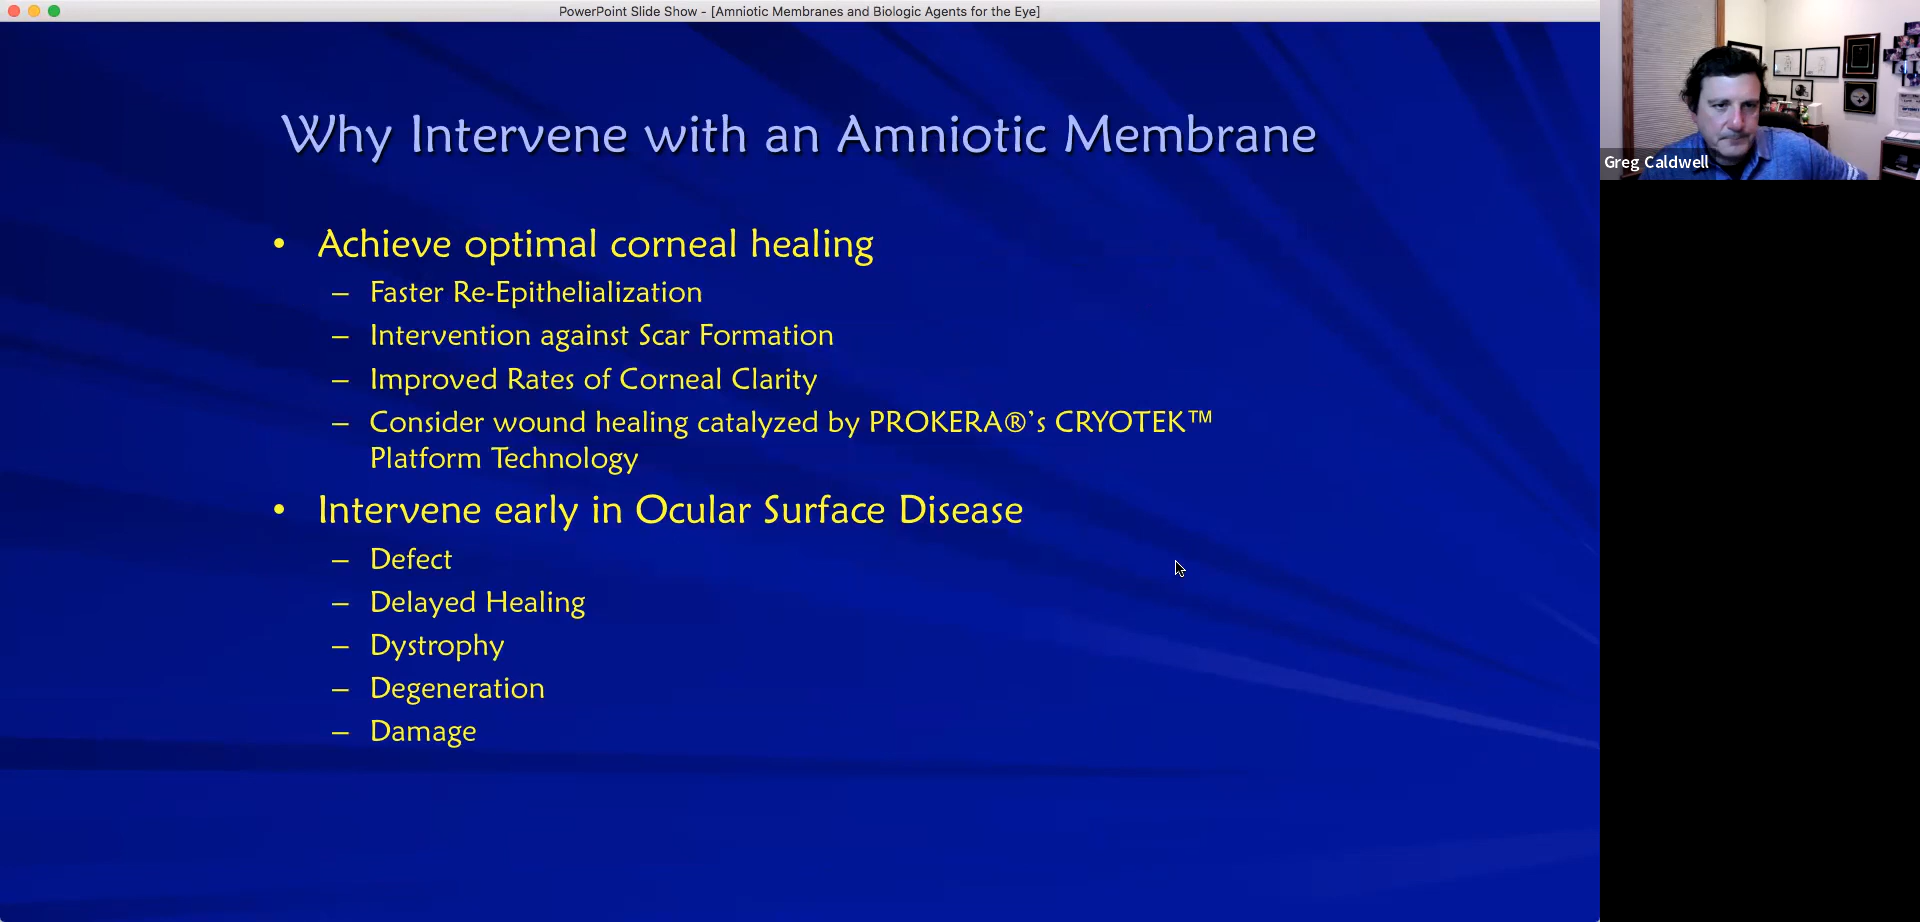 PowerPoint Slide Show - [Amniotic Membranes and Biologic Agents for the Eye]
Why Intervene with an Amniotic Membrane
• Achieve optimal corneal healing
– Faster Re-Epithelialization
– Intervention against Scar Formation
– Improved Rates of Corneal Clarity
– Consider wound healing catalyzed by PROKERA®’s CRYOTEK™
Platform Technology
• Intervene early in Ocular Surface Disease
– Defect
– Delayed Healing
– Dystrophy
– Degeneration
– Damage
Greg Caldwell